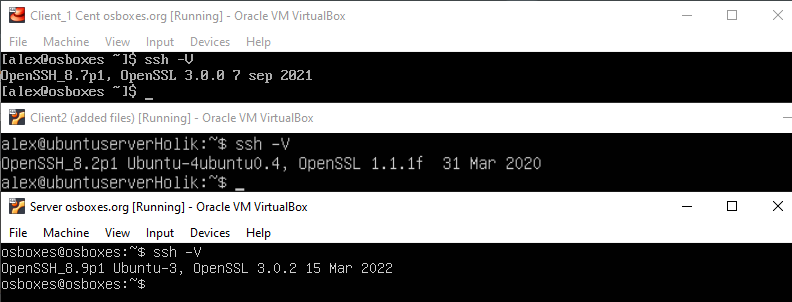 Client_1 Cent osboxes.org [Running] - Oracle VM VirtualBox
File Machine View Input Devices Help
[alex@osboxes ~]$ ssh -V
OpenSSH_8.7p1, OpenSSL 3.0.0 7 sep 2021
[alex@osboxes ~]$ _
Client2 (added files) [Running] - Oracle VM VirtualBox
alex@ubuntuserverHolik:~$ ssh -V
OpenSSH_8.2p1 Ubuntu-4ubuntu0.4, OpenSSL 1.1.1f  31 Mar 2020
alex@ubuntuserverHolik:~$ _
Server osboxes.org [Running] - Oracle VM VirtualBox
File Machine View Input Devices Help
osboxes@osboxes:~$ ssh -V
OpenSSH_8.9p1 Ubuntu-3, OpenSSL 3.0.2 15 Mar 2022
osboxes@osboxes:~$